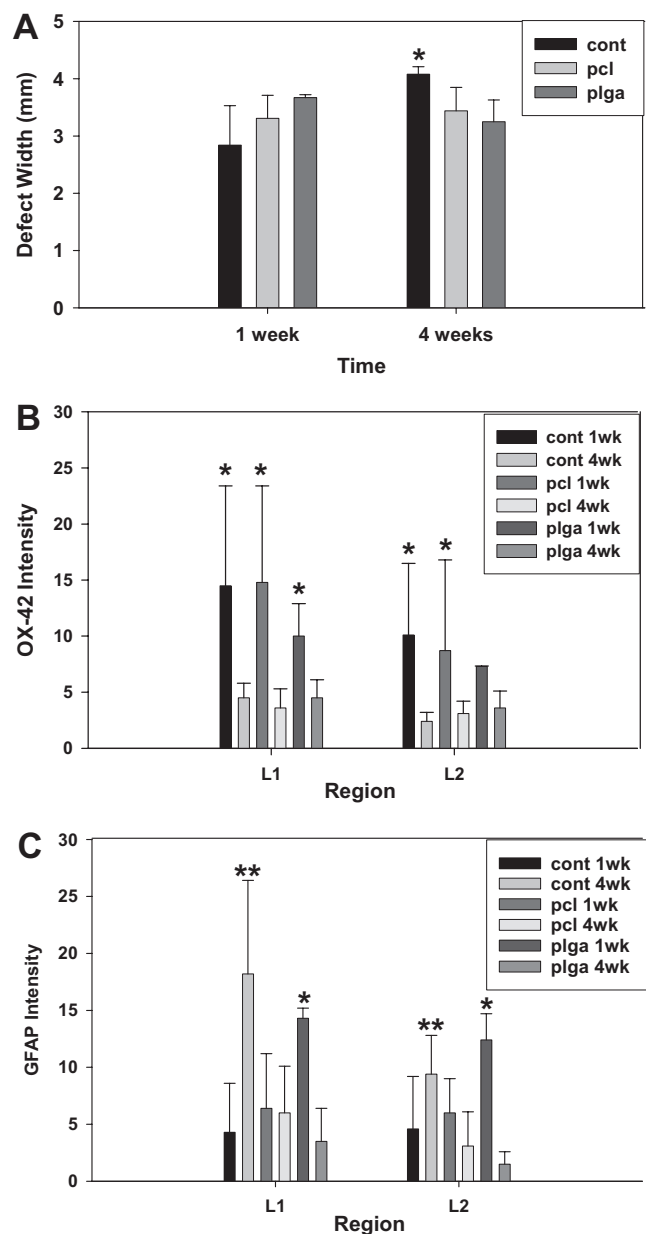 A
Defect Width (mm)
5
4
3
2
1
0
*
cont
pcl
plga
1 week
4 weeks
Time
B
OX-42 Intensity
30
25
20
15
10
5
0
* * * * *
cont 1wk
cont 4wk
pcl 1wk
pcl 4wk
plga 1wk
plga 4wk
L1
L2
Region
C
GFAP Intensity
30
25
20
15
10
5
0
** * ** *
cont 1wk
cont 4wk
pcl 1wk
pcl 4wk
plga 1wk
plga 4wk
L1
L2
Region